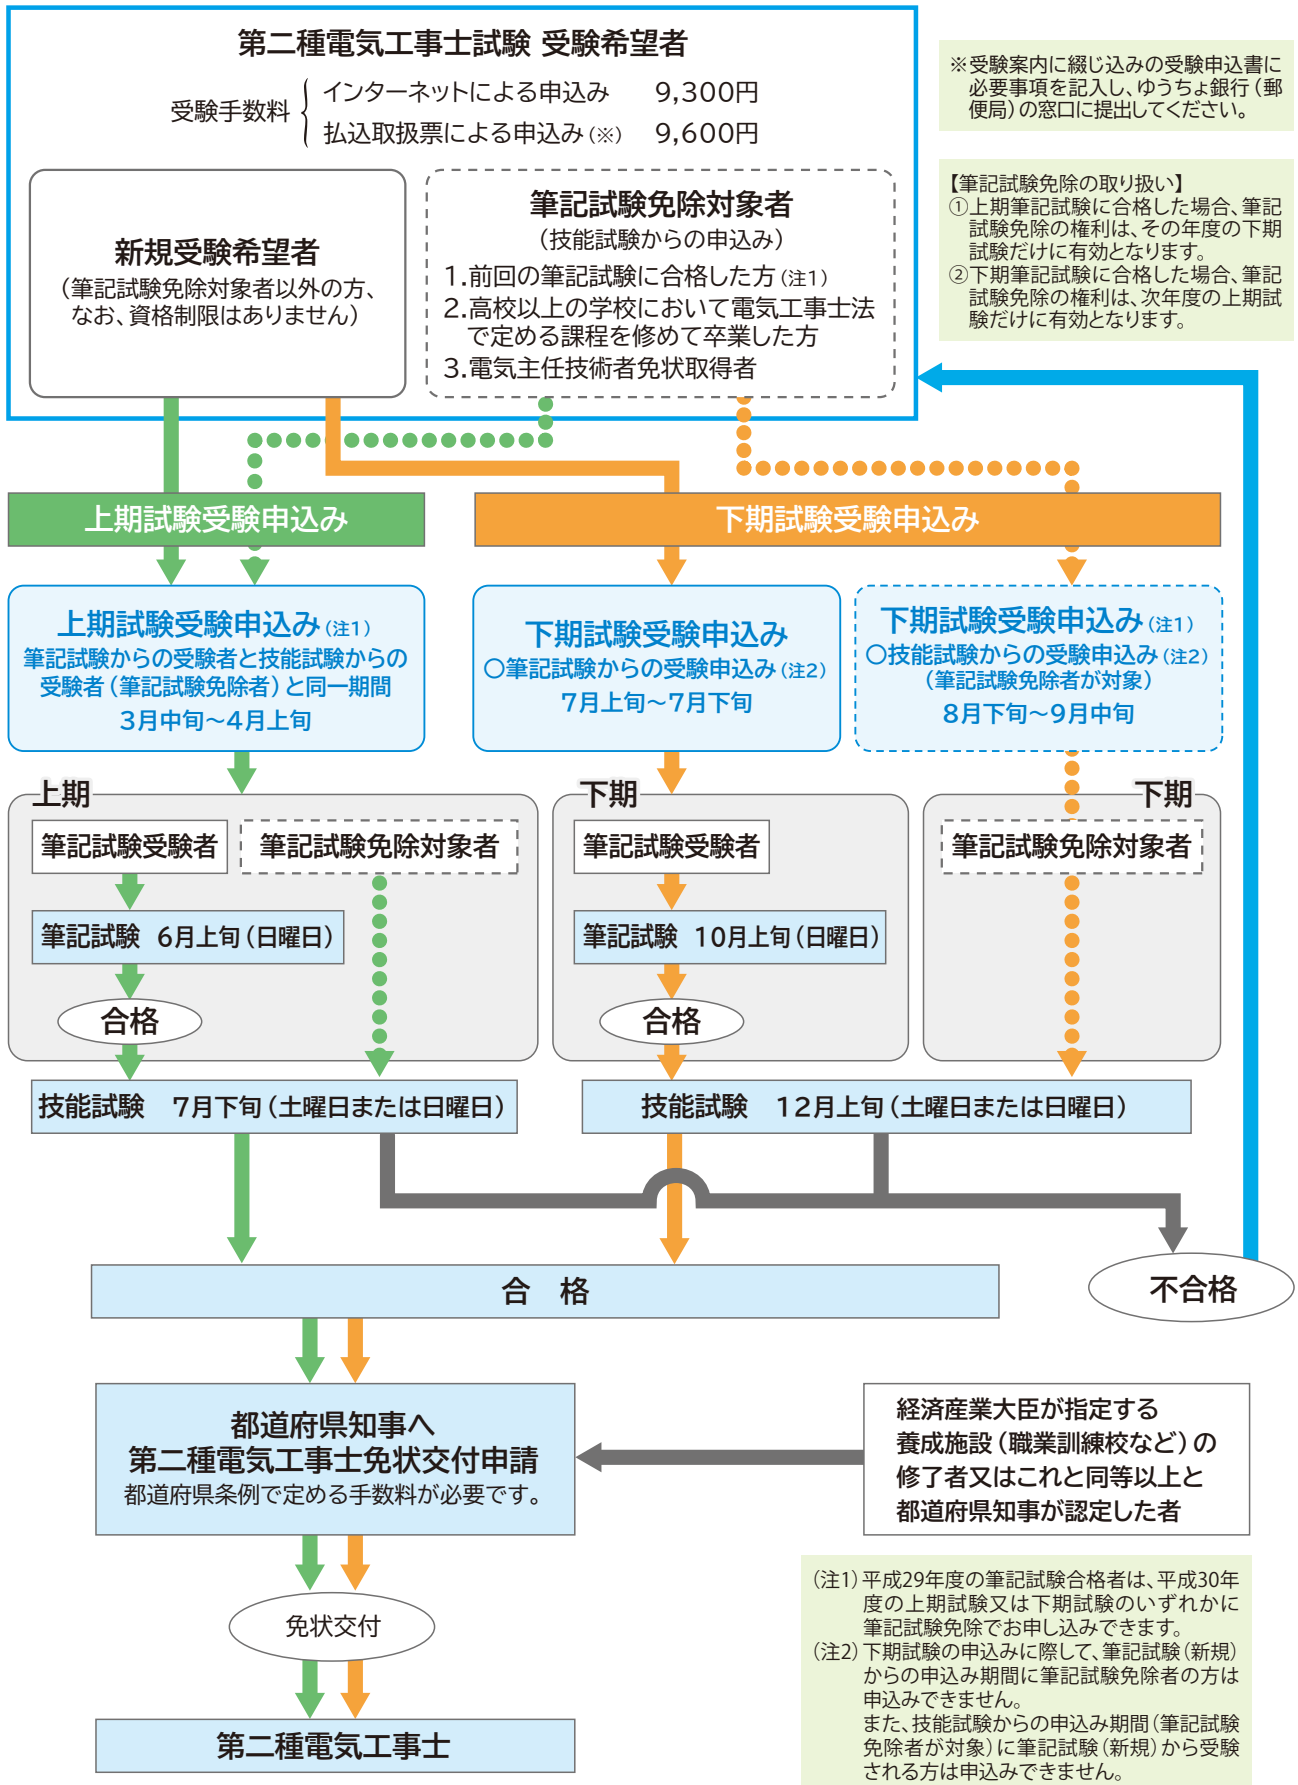 第二種電気工事士試験 受験希望者
受験手数料
インターネットによる申込み 9,300円
払込取扱票による申込み(※) 9,600円
※受験案内に綴じ込みの受験申込書に
必要事項を記入し、ゆうちょ銀行(郵
便局)の窓口に提出してください。
【筆記試験免除の取り扱い】
①上期筆記試験に合格した場合、筆記
試験免除の権利は、その年度の下期
試験だけに有効となります。
②下期筆記試験に合格した場合、筆記
試験免除の権利は、次年度の上期試
験だけに有効となります。
新規受験希望者
(筆記試験免除対象者以外の方、
なお、資格制限はありません)
筆記試験免除対象者
(技能試験からの申込み)
1.前回の筆記試験に合格した方(注1)
2.高校以上の学校において電気工事士法
で定める課程を修めて卒業した方
3.電気主任技術者免状取得者
上期試験受験申込み
下期試験受験申込み
上期試験受験申込み(注1)
筆記試験からの受験者と技能試験からの
受験者(筆記試験免除者)と同一期間
3月中旬～4月上旬
下期試験受験申込み
○筆記試験からの受験申込み(注2)
7月上旬～7月下旬
下期試験受験申込み(注1)
○技能試験からの受験申込み(注2)
(筆記試験免除者が対象)
8月下旬～9月中旬
上期
筆記試験受験者
筆記試験免除対象者
筆記試験 6月上旬(日曜日)
合格
下期
筆記試験受験者
筆記試験 10月上旬(日曜日)
合格
下期
筆記試験免除対象者
技能試験 7月下旬(土曜日または日曜日)
技能試験 12月上旬(土曜日または日曜日)
合 格
不合格
都道府県知事へ
第二種電気工事士免状交付申請
都道府県条例で定める手数料が必要です。
経済産業大臣が指定する
養成施設(職業訓練校など)の
修了者又はこれと同等以上と
都道府県知事が認定した者
免状交付
第二種電気工事士
(注1)平成29年度の筆記試験合格者は、平成30年
度の上期試験又は下期試験のいずれかに
筆記試験免除でお申し込みできます。
(注2)下期試験の申込みに際して、筆記試験(新規)
からの申込み期間に筆記試験免除者の方は
申込みできません。
また、技能試験からの申込み期間(筆記試験
免除者が対象)に筆記試験(新規)から受験
される方は申込みできません。